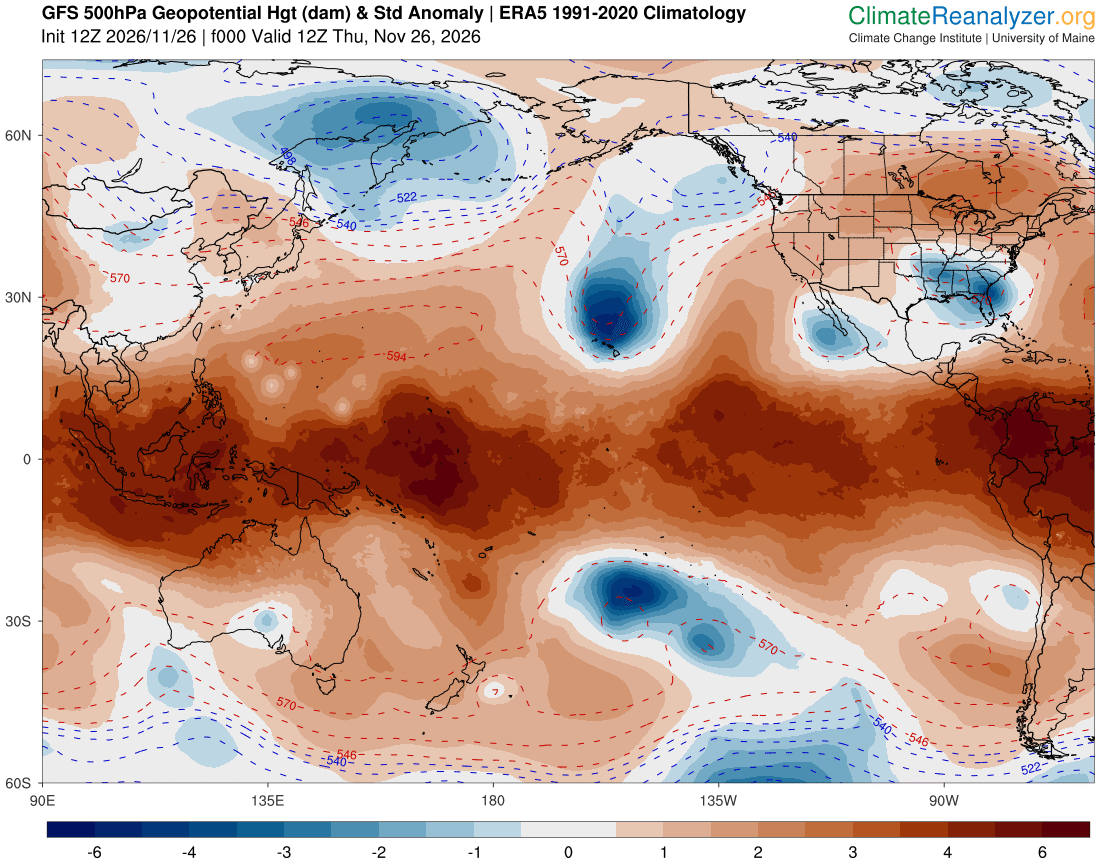 GFS 500hPa Geopotential Hgt (dam) & Std Anomaly | ERA5 1991-2020 Climatology
Init 12Z 2026/11/26 | f000 Valid 12Z Thu, Nov 26, 2026
ClimateReanalyzer.org
Climate Change Institute | University of Maine
60N
30N
0
30S
60S
498
522
546
540
570
594
570
540
570
570
546
540
570
540
546
522
90E 135E 180 135W 90W
-6 -4 -3 -2 -1 0 1 2 3 4 6